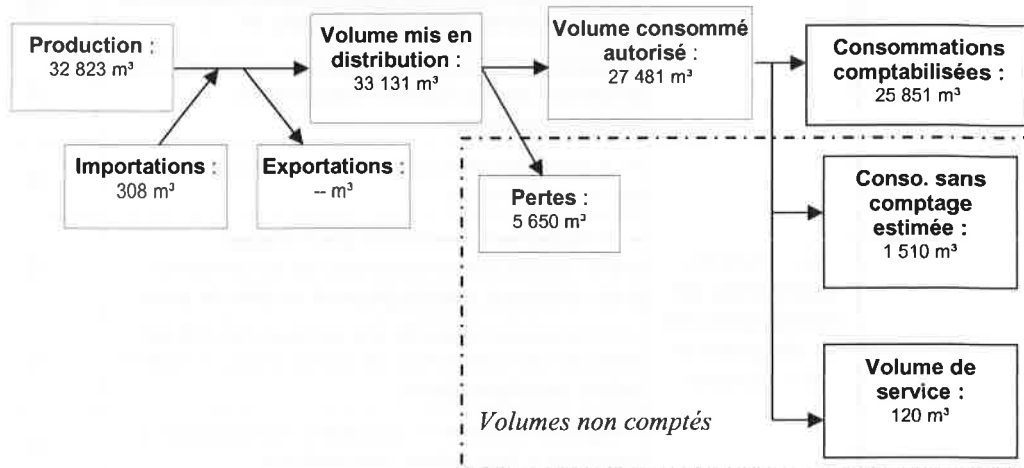 Production :
32 823 m³
Volume mis en
distribution :
33 131 m³
Volume consommé
autorisé :
27 481 m³
Consommations
comptabilisées :
25 851 m³
Importations :
308 m³
Exportations :
-- m³
Pertes :
5 650 m³
Conso. sans
comptage
estimée :
1 510 m³
Volume de
service :
120 m³
Volumes non comptés